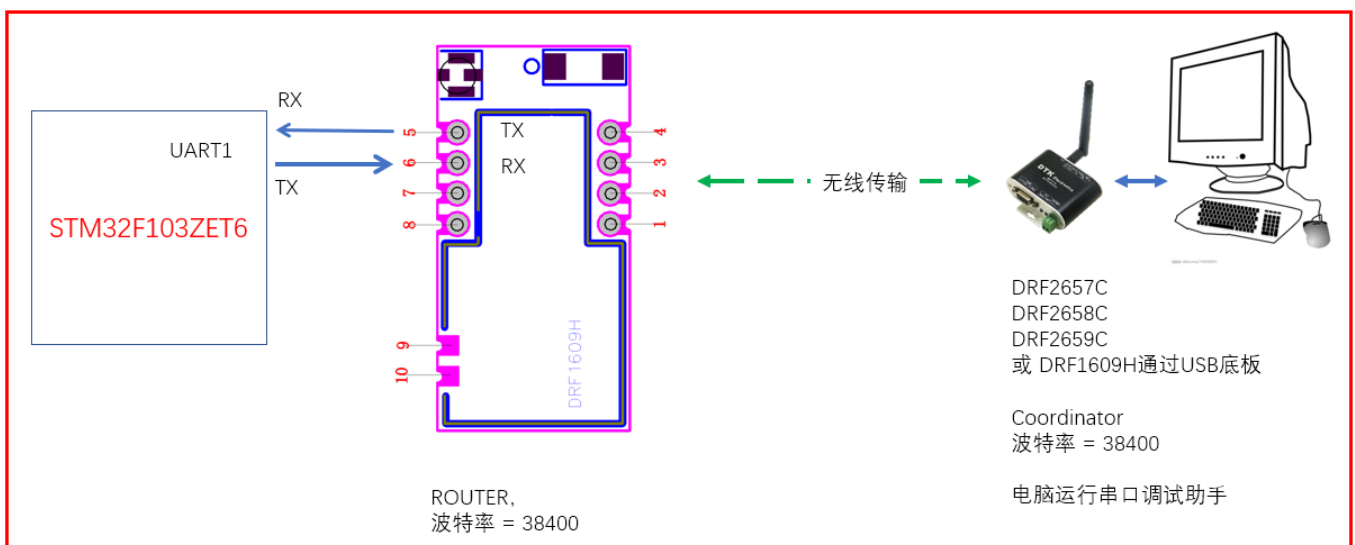 RX
UART1
TX
STM32F103ZET6
5
6
7
8
TX
RX
4
3
2
1
9
10
DRF1609H
ROUTER,
波特率 = 38400
无线传输
DTK
DRF2657C
DRF2658C
DRF2659C
或 DRF1609H通过USB底板
Coordinator
波特率 = 38400
电脑运行串口调试助手